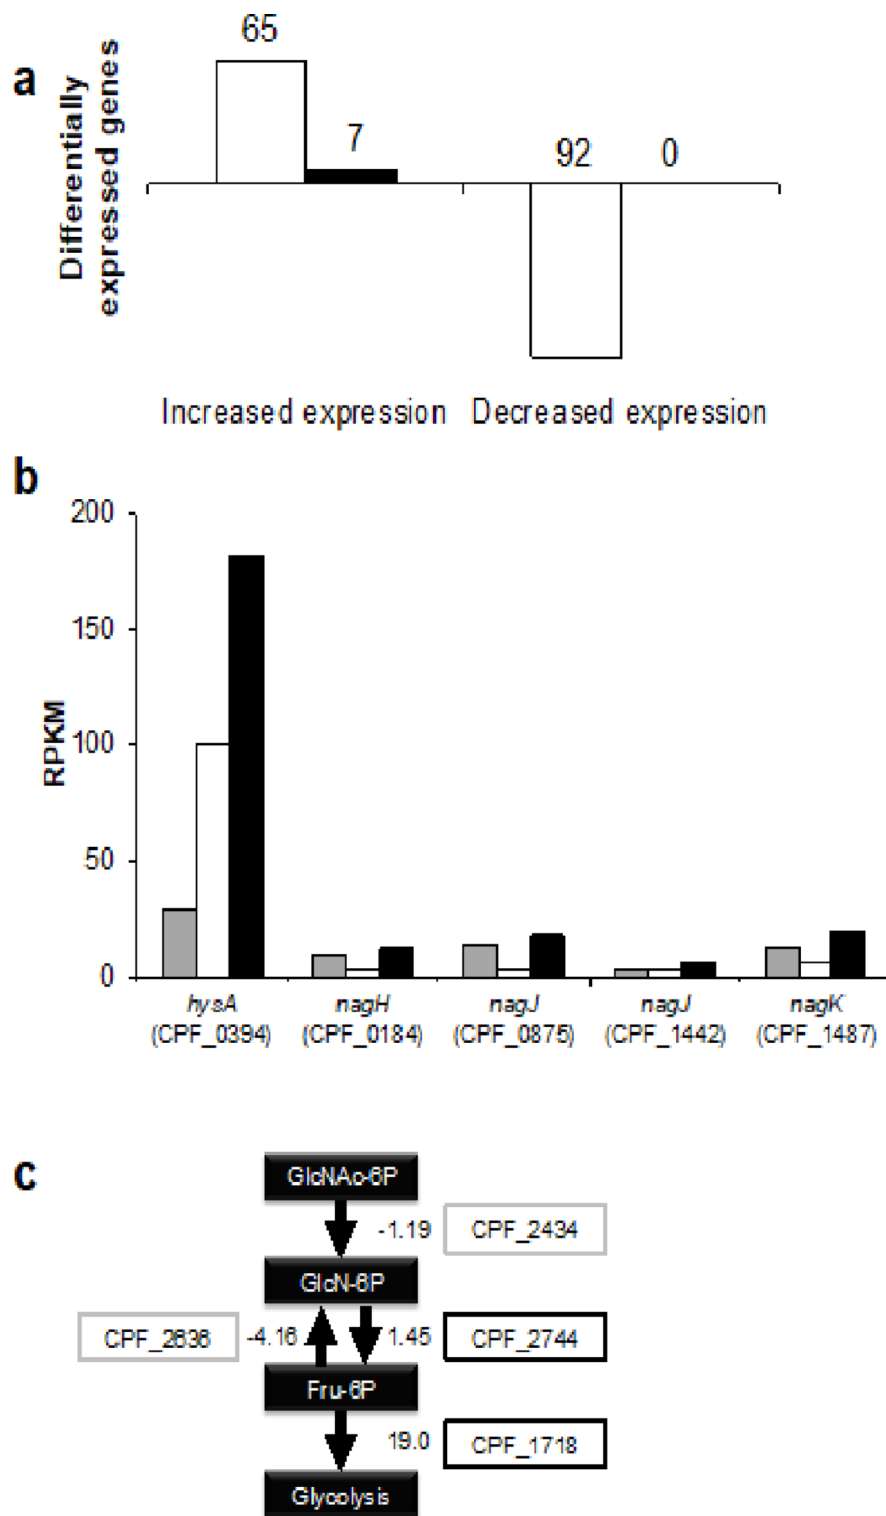 a
Differentially
expressed genes
65
7
92
0
Increased expression
Decreased expression
b
RPKM
200
150
100
50
0
hysA
(CPF_0394)
nagH
(CPF_0184)
nagJ
(CPF_0875)
nagJ
(CPF_1442)
nagK
(CPF_1487)
c
GlcNAc-6P
-1.19
CPF_2434
GlcN-6P
CPF_2636
-4.16
1.45
CPF_2744
Fru-6P
19.0
CPF_1718
Glycolysis